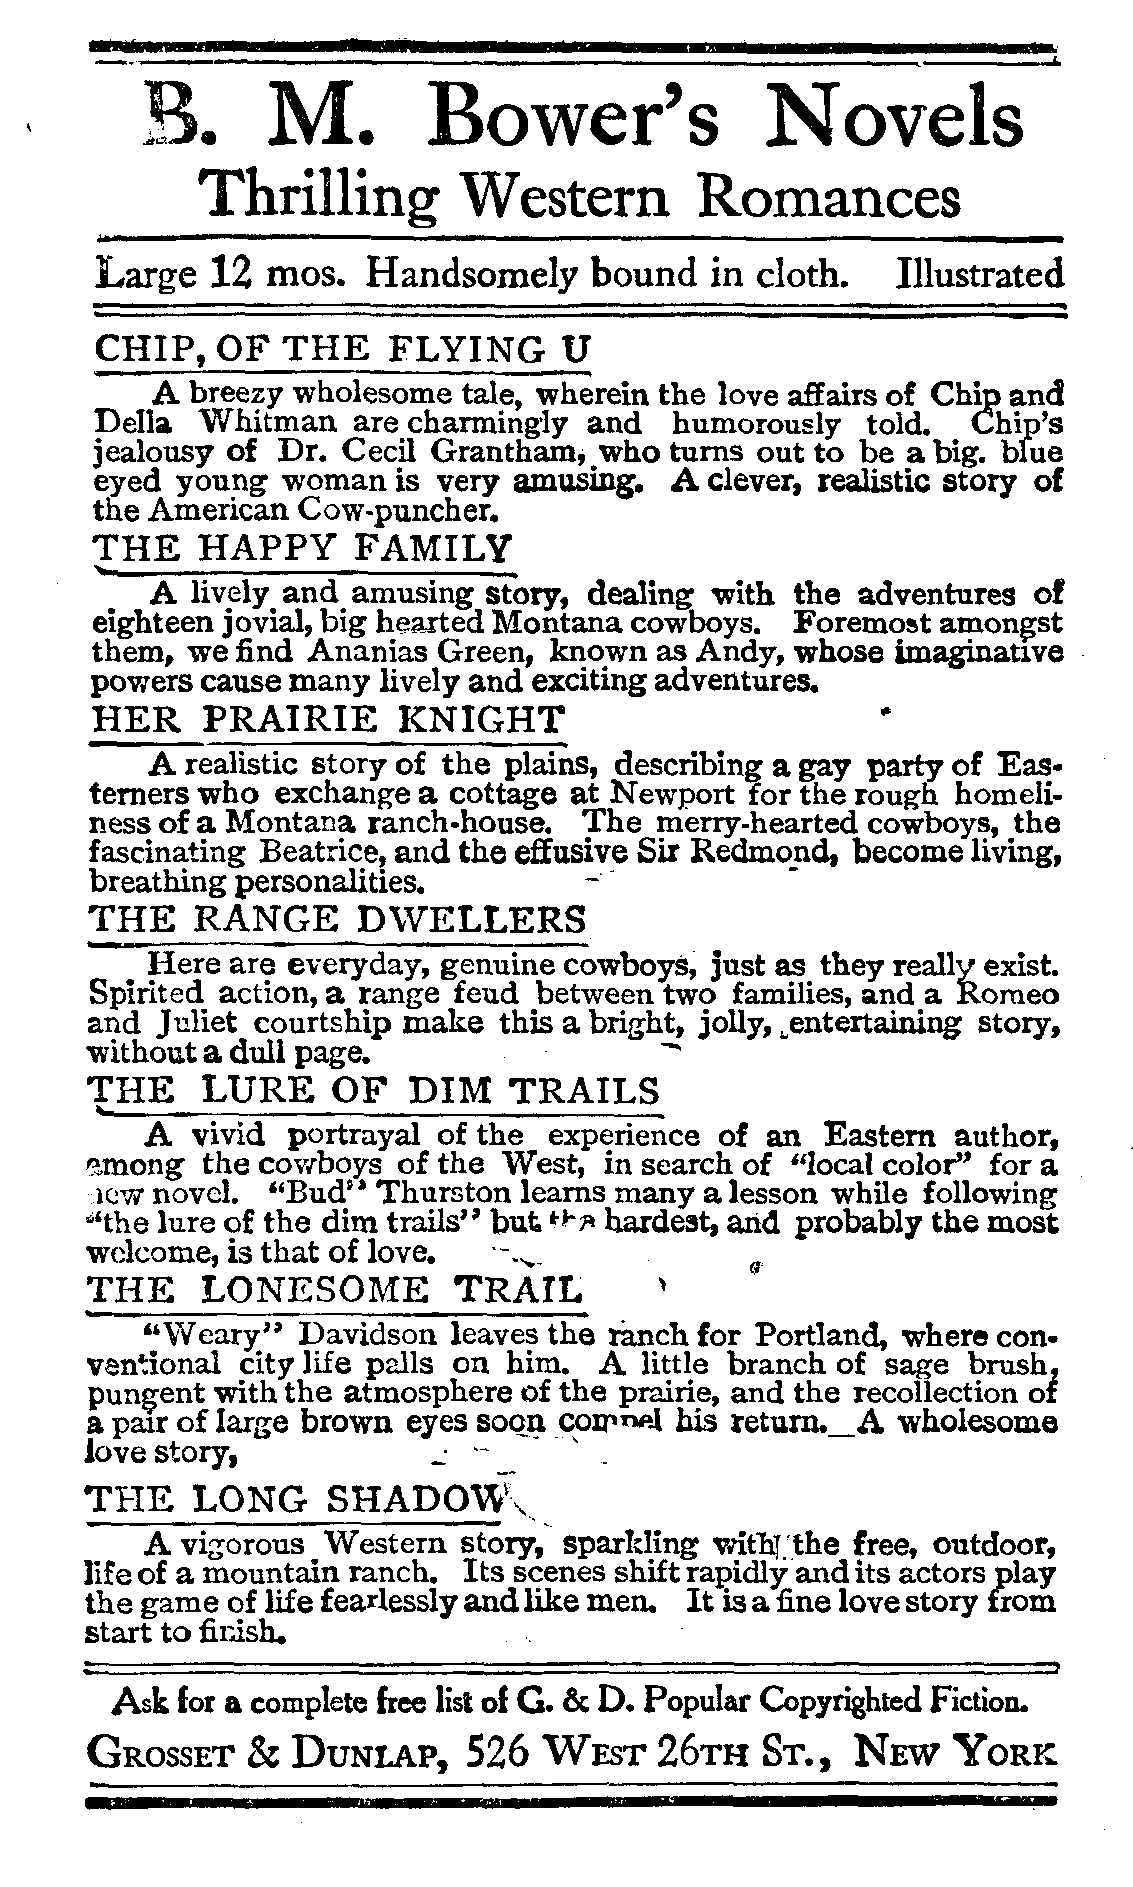 B. M. Bower's Novels
Thrilling Western Romances
Large 12 mos. Handsomely bound in cloth. Illustrated
CHIP, OF THE FLYING U
A breezy wholesome tale, wherein the love affairs of Chip and
Della Whitman are charmingly and humorously told. Chip's
jealousy of Dr. Cecil Grantham, who turns out to be a big. blue
eyed young woman is very amusing. A clever, realistic story of
the American Cow-puncher.
THE HAPPY FAMILY
A lively and amusing story, dealing with the adventures of
eighteen jovial, big hearted Montana cowboys. Foremost amongst
them, we find Ananias Green, known as Andy, whose imaginative
powers cause many lively and exciting adventures.
HER PRAIRIE KNIGHT
A realistic story of the plains, describing a gay party of Eas-
terners who exchange a cottage at Newport for the rough homeli-
ness of a Montana ranch-house. The merry-hearted cowboys, the
fascinating Beatrice, and the effusive Sir Redmond, become living,
breathing personalities.
THE RANGE DWELLERS
Here are everyday, genuine cowboys, just as they really exist.
Spirited action, a range feud between two families, and a Romeo
and Juliet courtship make this a bright, jolly, entertaining story,
without a dull page.
THE LURE OF DIM TRAILS
A vivid portrayal of the experience of an Eastern author,
among the cowboys of the West, in search of "local color" for a
new novel. "Bud" Thurston learns many a lesson while following
"the lure of the dim trails" but the hardest, and probably the most
welcome, is that of love.
THE LONESOME TRAIL
"Weary" Davidson leaves the ranch for Portland, where con-
ventional city life palls on him. A little branch of sage brush,
pungent with the atmosphere of the prairie, and the recollection of
a pair of large brown eyes soon compel his return. A wholesome
love story,
THE LONG SHADOW
A vigorous Western story, sparkling with the free, outdoor,
life of a mountain ranch. Its scenes shift rapidly and its actors play
the game of life fearlessly and like men. It is a fine love story from
start to finish.
Ask for a complete free list of G. & D. Popular Copyrighted Fiction.
GROSSET & DUNLAP, 526 WEST 26TH ST., NEW YORK